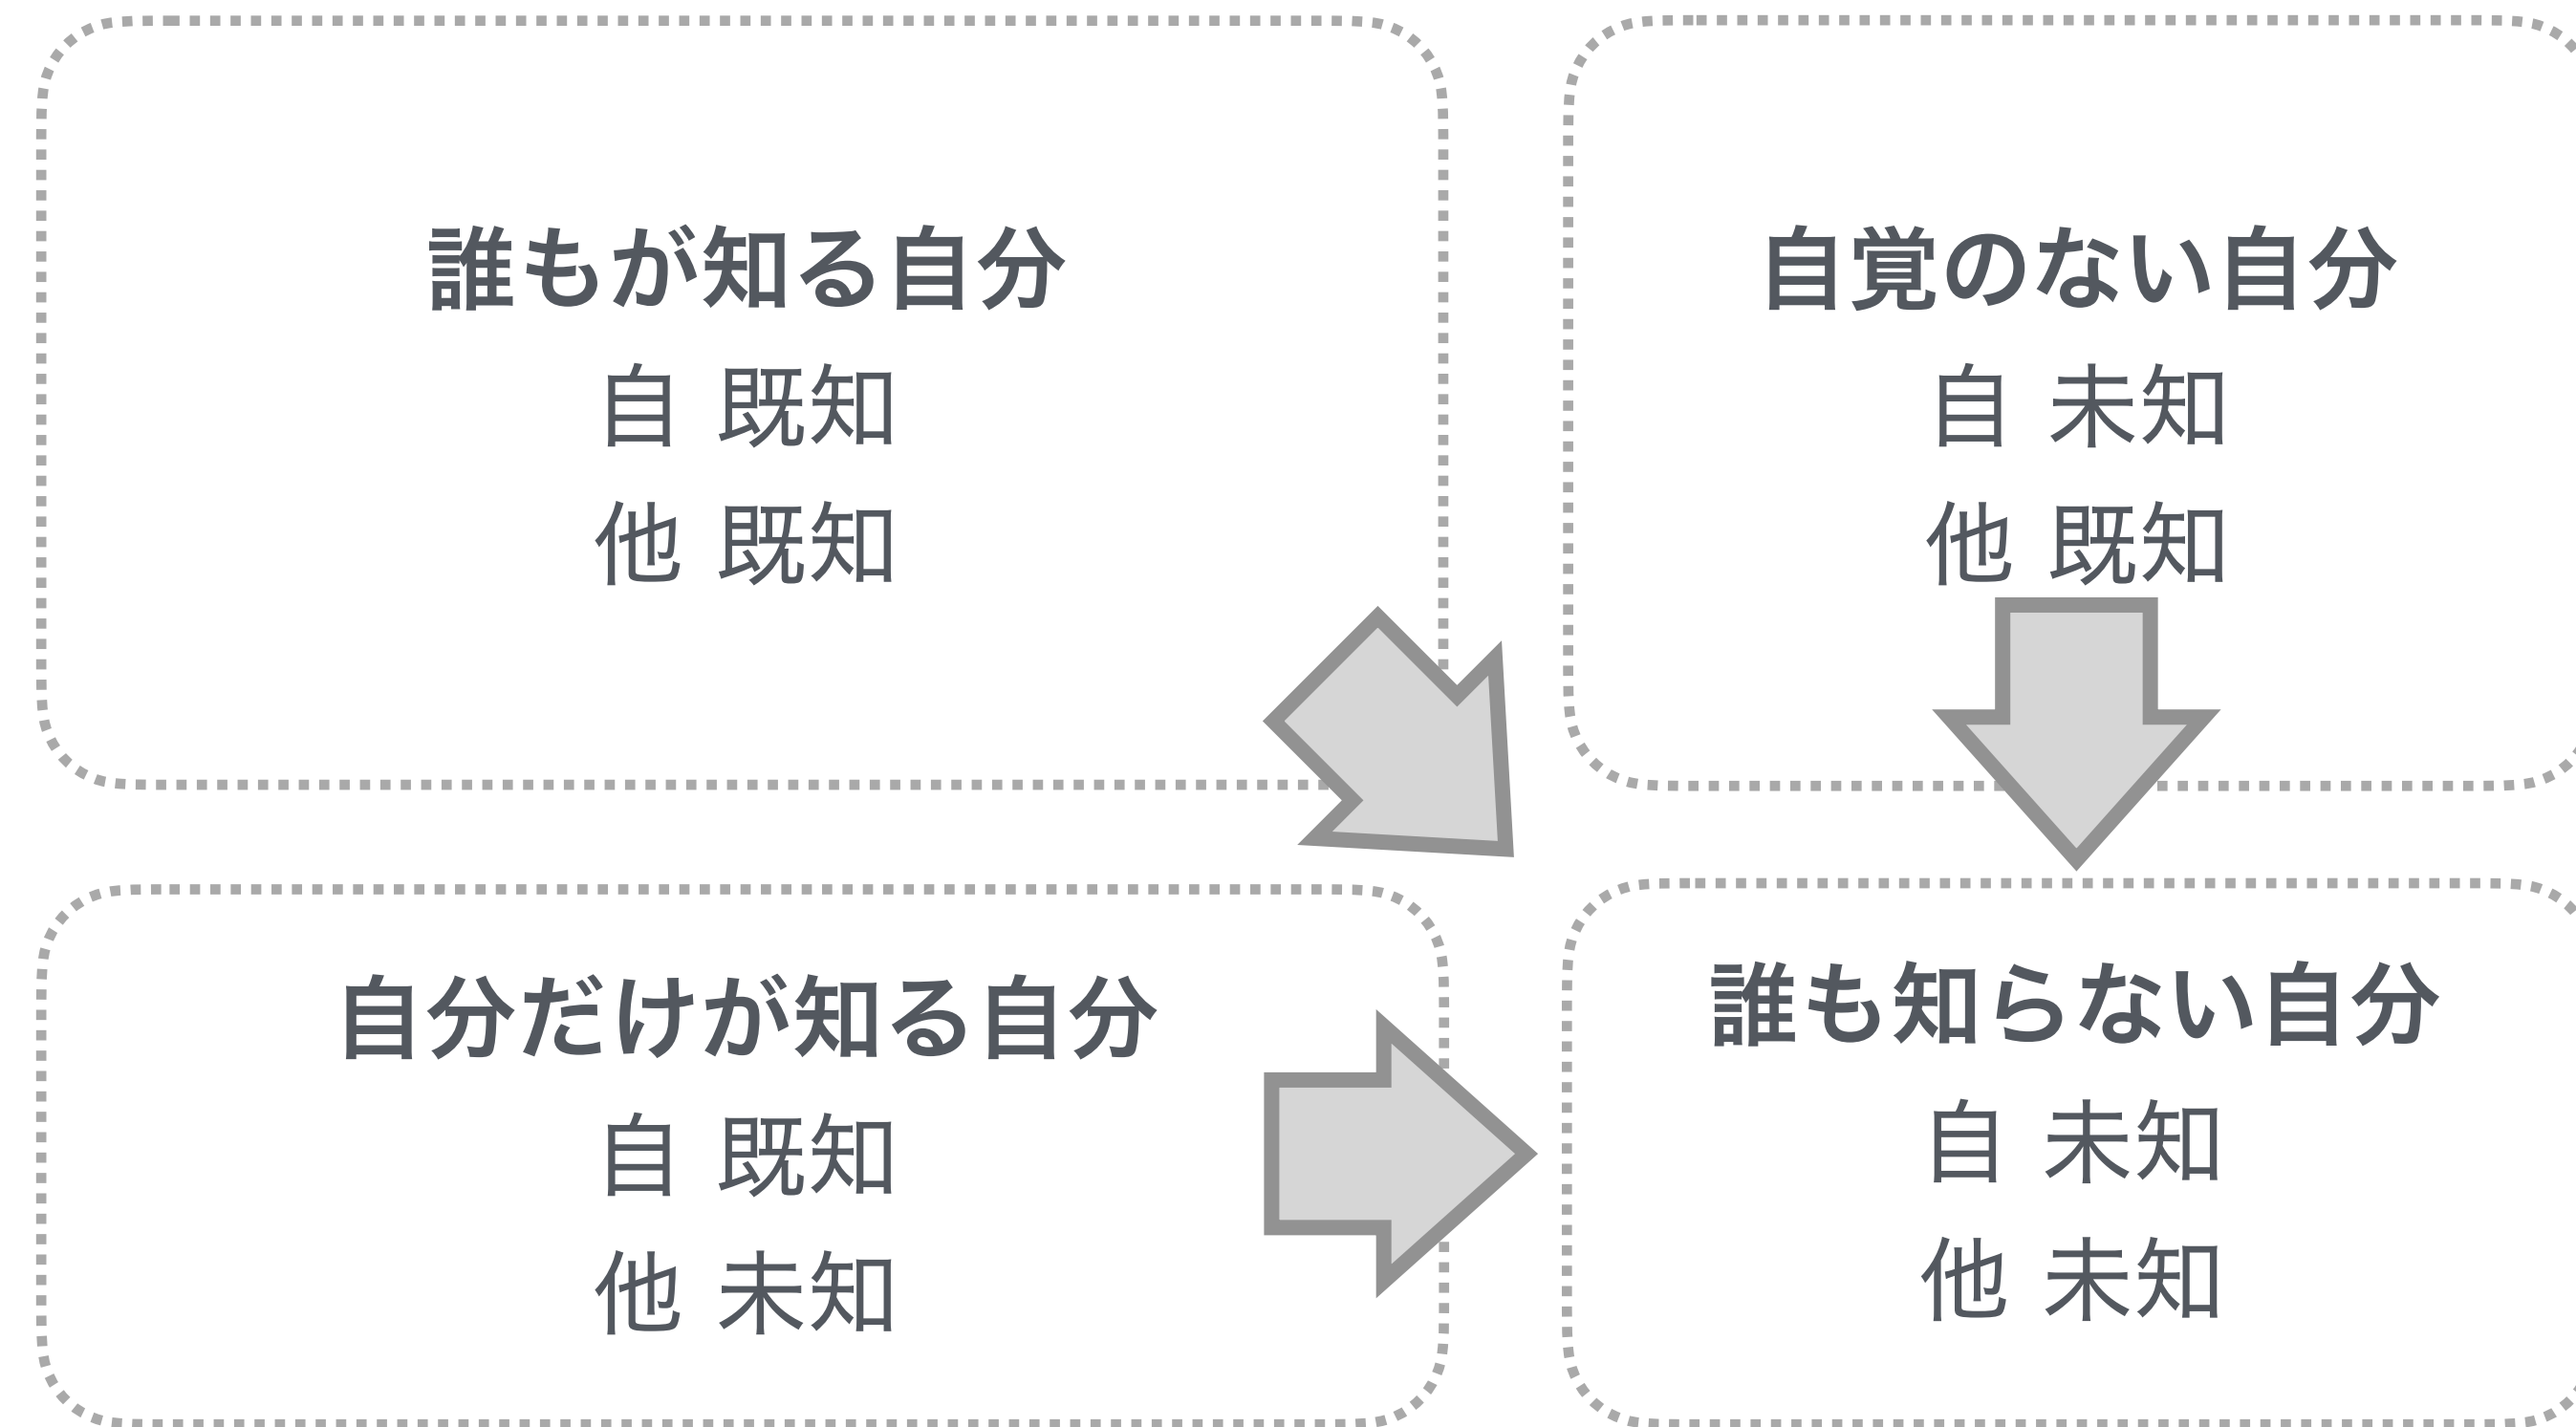 誰もが知る自分
自 既知
他 既知
自覚のない自分
自 未知
他 既知
自分だけが知る自分
自 既知
他 未知
誰も知らない自分
自 未知
他 未知